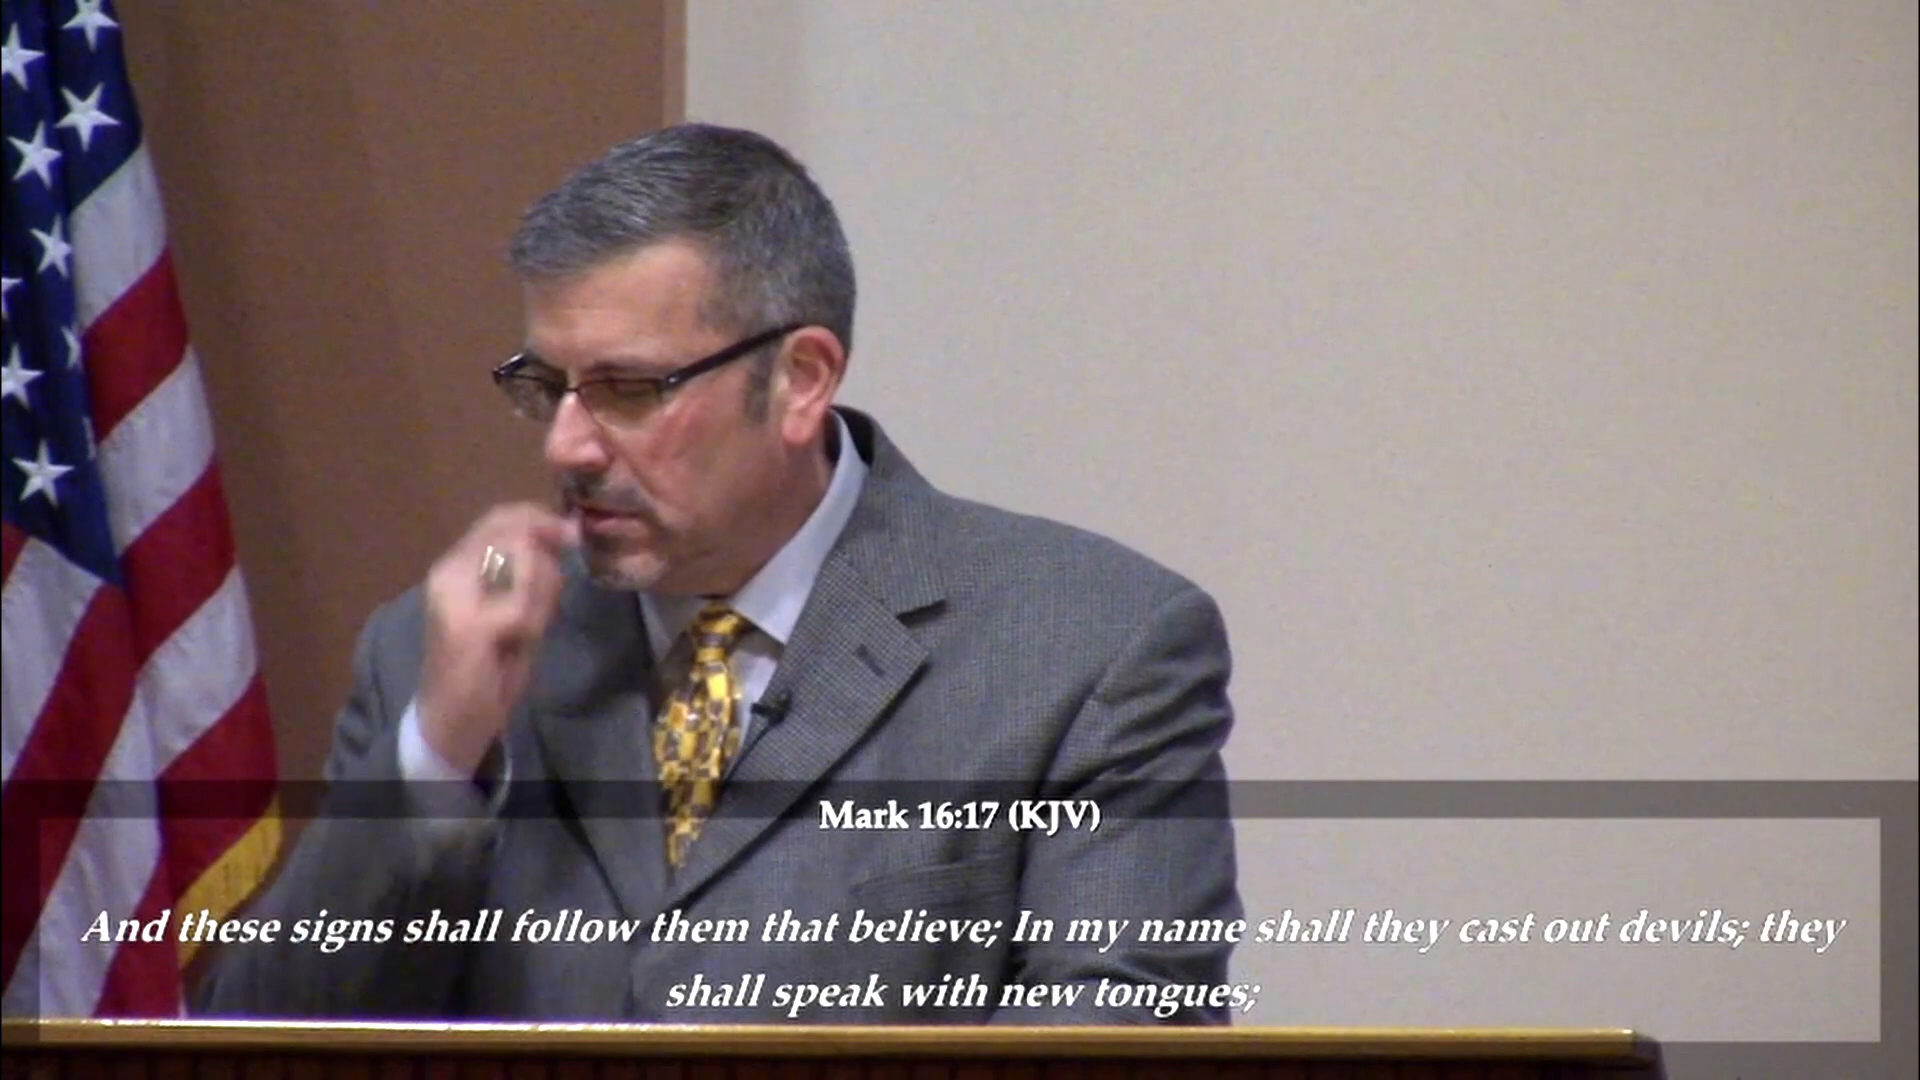 Mark 16:17 (KJV)
And these signs shall follow them that believe; In my name shall they cast out devils; they
shall speak with new tongues;